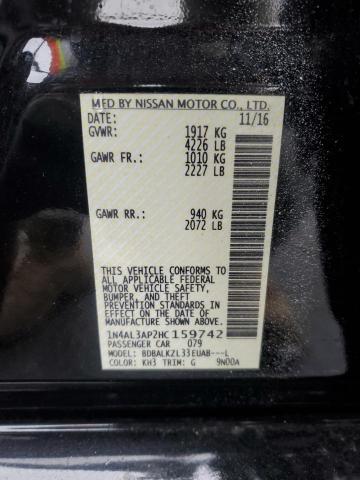 MFD BY NISSAN MOTOR CO., LTD.
DATE: 11/16
GVWR: 1917 KG
4226 LB
GAWR FR.: 1010 KG
2227 LB
GAWR RR.: 940 KG
2072 LB
THIS VEHICLE CONFORMS TO
ALL APPLICABLE FEDERAL
MOTOR VEHICLE SAFETY,
BUMPER, AND THEFT
PREVENTION STANDARDS IN
EFFECT ON THE DATE OF
MANUFACTURE SHOWN ABOVE.
1N4AL3AP2HC159742
PASSENGER CAR 079
MODEL: BDBALKZL33EUAB---L
COLOR: KH3 TRIM: G 9N00A